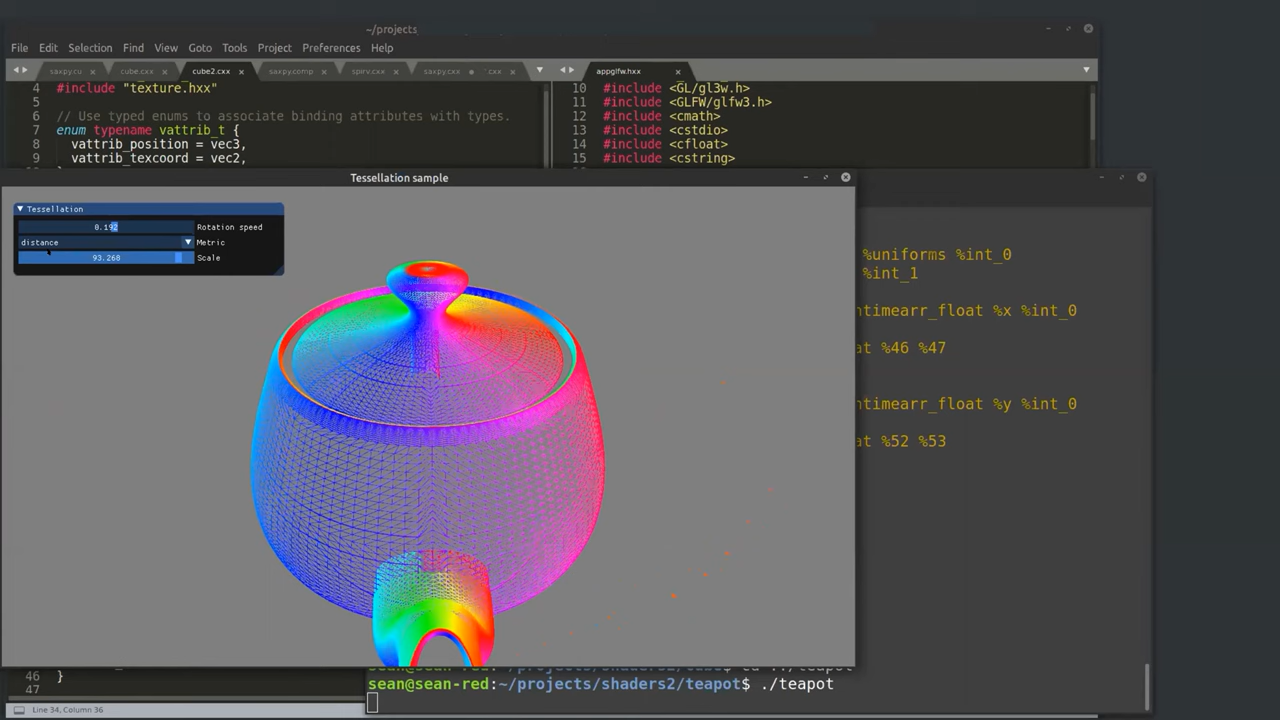 ~/projects
File Edit Selection Find View Goto Tools Project Preferences Help
saxpy.cu cube.cxx cube2.cxx saxpy.comp spirv.cxx saxpy.cxx .cxx
appglfw.hxx
4 #include "texture.hxx"
5
6 // Use typed enums to associate binding attributes with types.
7 enum typename vattrib_t {
8 vattrib_position = vec3,
9 vattrib_texcoord = vec2,
10 #include <GL/gl3w.h>
11 #include <GLFW/glfw3.h>
12 #include <cmath>
13 #include <cstdio>
14 #include <cfloat>
15 #include <cstring>
Tessellation sample
Tessellation
0.192 Rotation speed
distance Metric
93.268 Scale
%uniforms %int_0
%int_1
ntimearr_float %x %int_0
at %46 %47
ntimearr_float %y %int_0
at %52 %53
46 }
47
sean@sean-red:~/projects/shaders2/teapot$ ./teapot
Line 34, Column 36